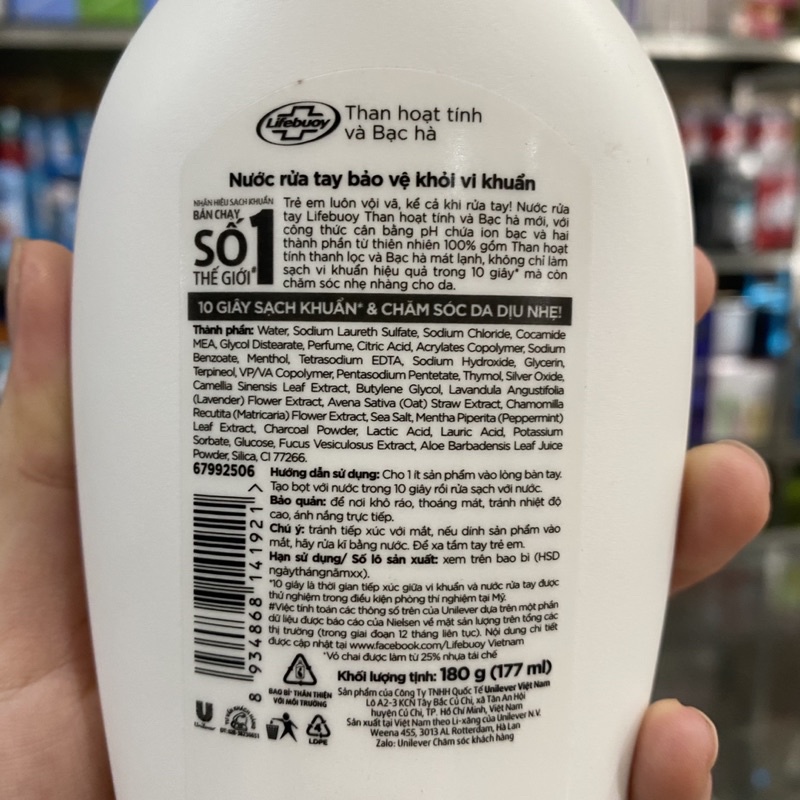 Lifebuoy
Than hoạt tính
và Bạc hà
Nước rửa tay bảo vệ khỏi vi khuẩn
NHÃN HIỆU SẠCH KHUẨN
BÁN CHẠY
SỐ 1
THẾ GIỚI#
Trẻ em luôn vội vã, kể cả khi rửa tay! Nước rửa
tay Lifebuoy Than hoạt tính và Bạc hà mới, với
công thức cân bằng pH chứa ion bạc và hai
thành phần từ thiên nhiên 100% gồm Than hoạt
tính thanh lọc và Bạc hà mát lạnh, không chỉ làm
sạch vi khuẩn hiệu quả trong 10 giây* mà còn
chăm sóc nhẹ nhàng cho da.
10 GIÂY SẠCH KHUẨN* & CHĂM SÓC DA DỊU NHẸ!
Thành phần: Water, Sodium Laureth Sulfate, Sodium Chloride, Cocamide
MEA, Glycol Distearate, Perfume, Citric Acid, Acrylates Copolymer, Sodium
Benzoate, Menthol, Tetrasodium EDTA, Sodium Hydroxide, Glycerin,
Terpineol, VP/VA Copolymer, Pentasodium Pentetate, Thymol, Silver Oxide,
Camellia Sinensis Leaf Extract, Butylene Glycol, Lavandula Angustifolia
(Lavender) Flower Extract, Avena Sativa (Oat) Straw Extract, Chamomilla
Recutita (Matricaria) Flower Extract, Sea Salt, Mentha Piperita (Peppermint)
Leaf Extract, Charcoal Powder, Lactic Acid, Lauric Acid, Potassium
Sorbate, Glucose, Fucus Vesiculosus Extract, Aloe Barbadensis Leaf Juice
Powder, Silica, CI 77266.
67992506
Hướng dẫn sử dụng: Cho 1 ít sản phẩm vào lòng bàn tay.
Tạo bọt với nước trong 10 giây rồi rửa sạch với nước.
Bảo quản: để nơi khô ráo, thoáng mát, tránh nhiệt độ
cao, ánh nắng trực tiếp.
Chú ý: tránh tiếp xúc với mắt, nếu dính sản phẩm vào
mắt, hãy rửa kĩ bằng nước. Để xa tầm tay trẻ em.
Hạn sử dụng/ Số lô sản xuất: xem trên bao bì (HSD
ngàythángnămxx).
*10 giây là thời gian tiếp xúc giữa vi khuẩn và nước rửa tay được
thử nghiệm trong điều kiện phòng thí nghiệm tại Mỹ.
#Việc tính toán các thông số trên của Unilever dựa trên một phần
dữ liệu được báo cáo của Nielsen về mặt sản lượng trên tổng các
thị trường (trong giai đoạn 12 tháng liên tục). Nội dung chi tiết
được cập nhật tại www.facebook.com/Lifebuoy Vietnam
*Vỏ chai được làm từ 25% nhựa tái chế
8 934868 141921 >
BAO BÌ THÂN THIỆN
VỚI MÔI TRƯỜNG
4
LDPE
Khối lượng tịnh: 180 g (177 ml)
Sản phẩm của Công Ty TNHH Quốc Tế Unilever Việt Nam
Lô A2-3 KCN Tây Bắc Củ Chi, xã Tân An Hội
huyện Củ Chi, TP. Hồ Chí Minh, Việt Nam
Sản xuất tại Việt Nam theo Li-xăng của Unilever N.V.
Weena 455, 3013 AL Rotterdam, Hà Lan
Zalo: Unilever Chăm sóc khách hàng